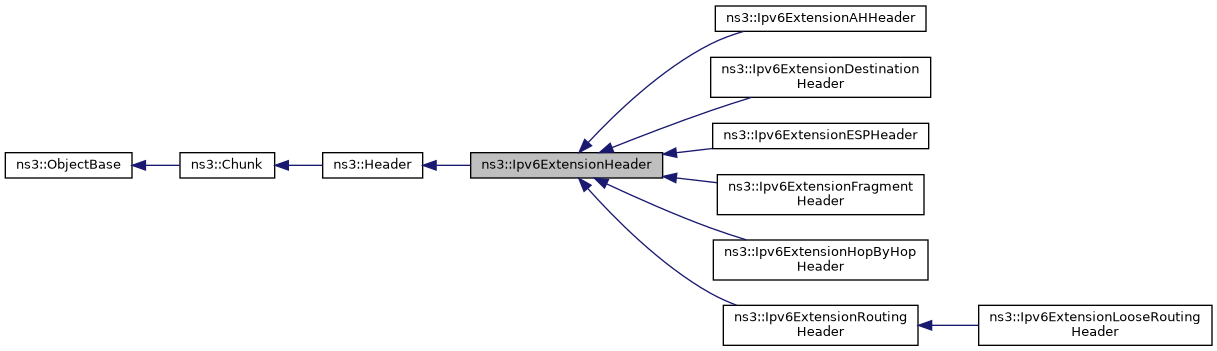 ns3::Ipv6ExtensionAHHeader
ns3::Ipv6ExtensionDestination
Header
ns3::Ipv6ExtensionESPHeader
ns3::ObjectBase
ns3::Chunk
ns3::Header
ns3::Ipv6ExtensionHeader
ns3::Ipv6ExtensionFragment
Header
ns3::Ipv6ExtensionHopByHop
Header
ns3::Ipv6ExtensionRouting
Header
ns3::Ipv6ExtensionLooseRouting
Header